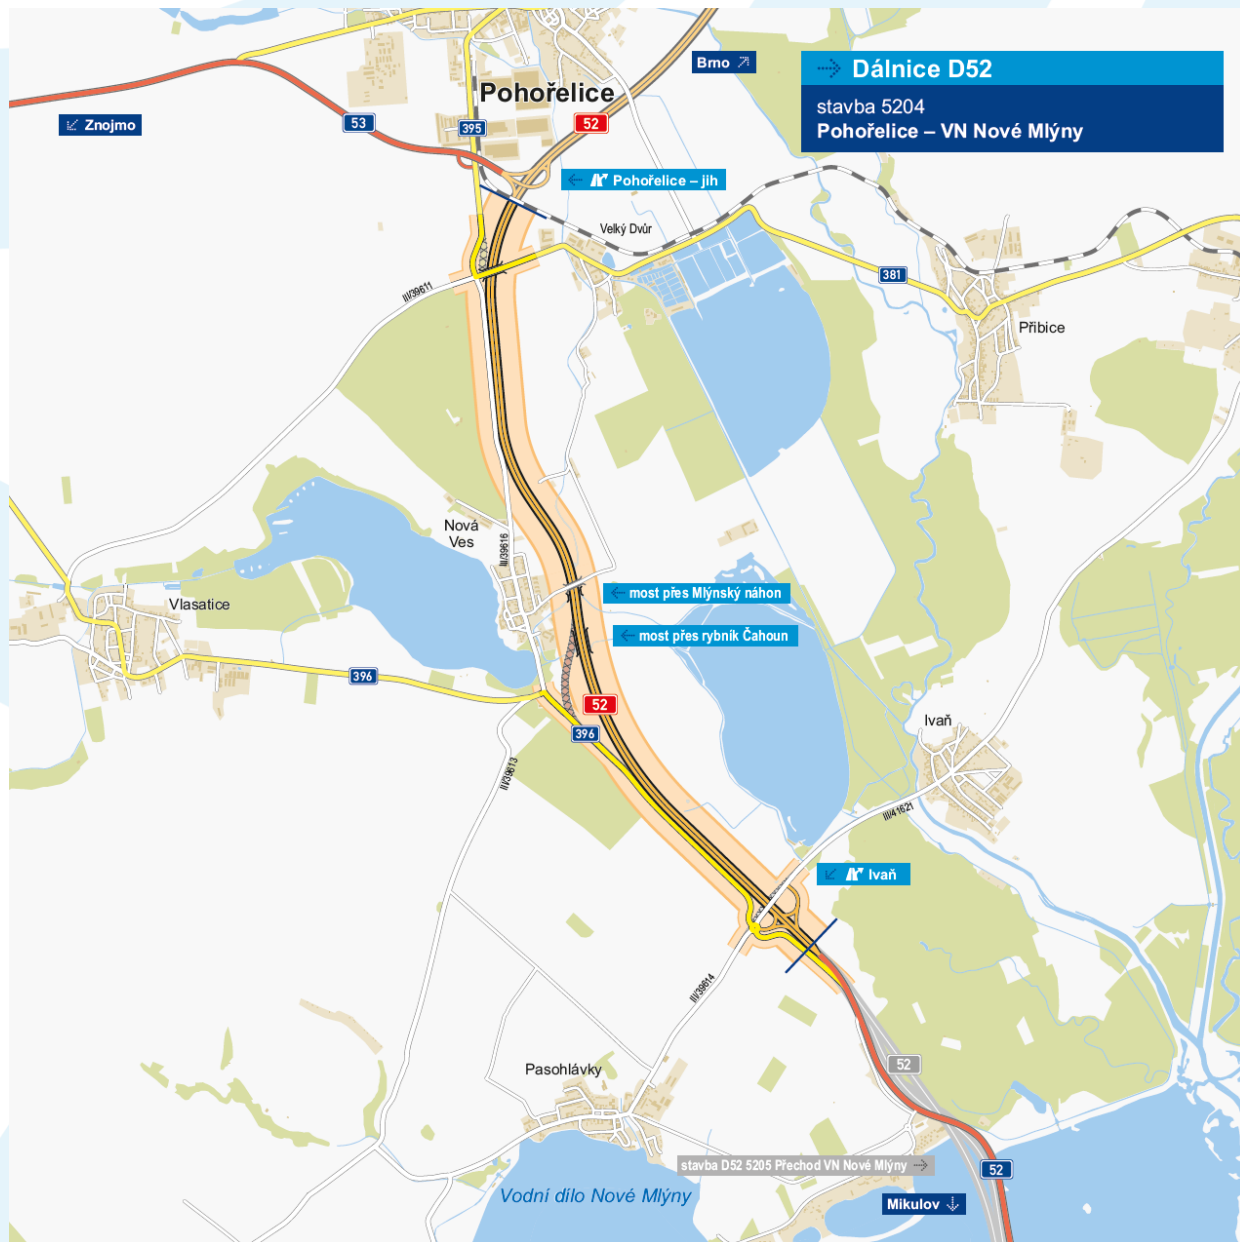 Brno
Dálnice D52
stavba 5204
Pohořelice – VN Nové Mlýny
Znojmo
53
395
Pohořelice
52
Pohořelice – jih
Velký Dvůr
381
III/39611
Přibice
Nová
Ves
III/39616
Vlasatice
most přes Mlýnský náhon
most přes rybník Čahoun
396
52
396
Ivaň
III/39613
III/41621
Ivaň
III/39614
52
Pasohlávky
stavba D52 5205 Přechod VN Nové Mlýny
52
Vodní dílo Nové Mlýny
Mikulov